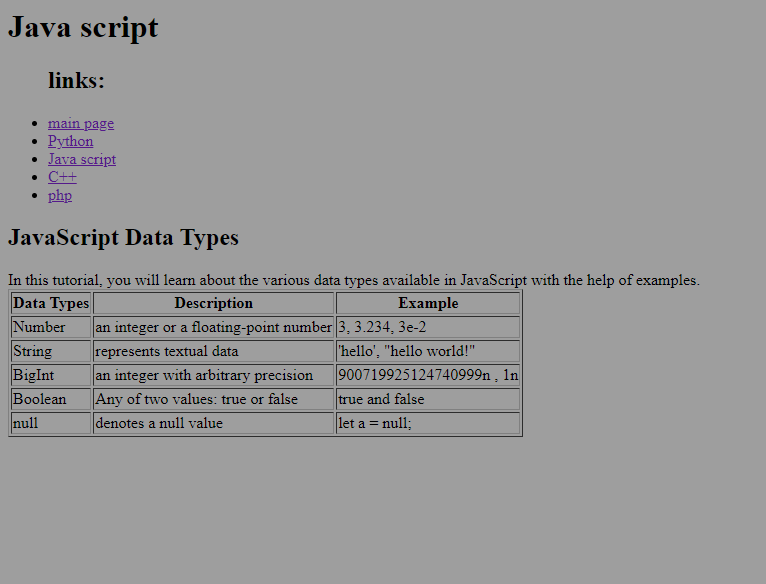 Java script
links:
main page
Python
Java script
C++
php
JavaScript Data Types
In this tutorial, you will learn about the various data types available in JavaScript with the help of examples.
Data Types Description Example
Number an integer or a floating-point number 3, 3.234, 3e-2
String represents textual data 'hello', "hello world!"
BigInt an integer with arbitrary precision 900719925124740999n , 1n
Boolean Any of two values: true or false true and false
null denotes a null value let a = null;